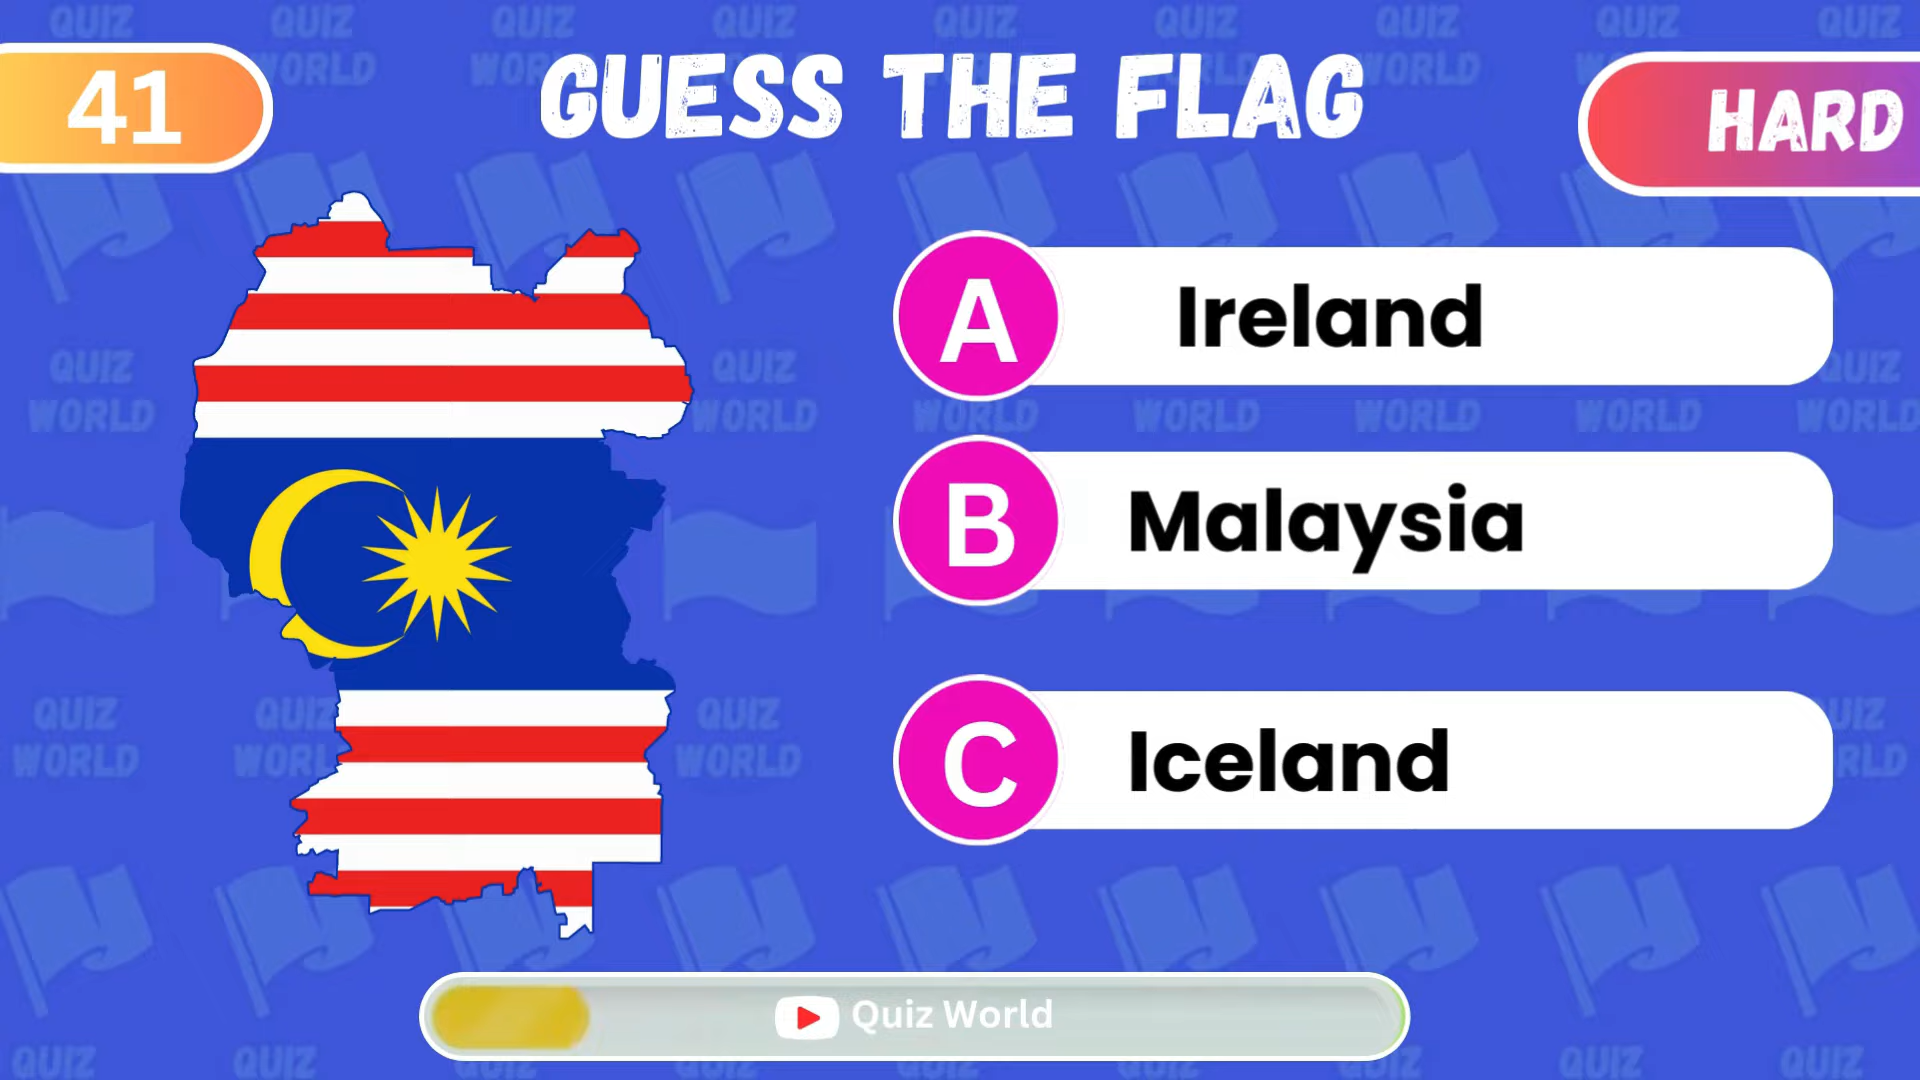 41
GUESS THE FLAG
HARD
A Ireland
B Malaysia
C Iceland
Quiz World